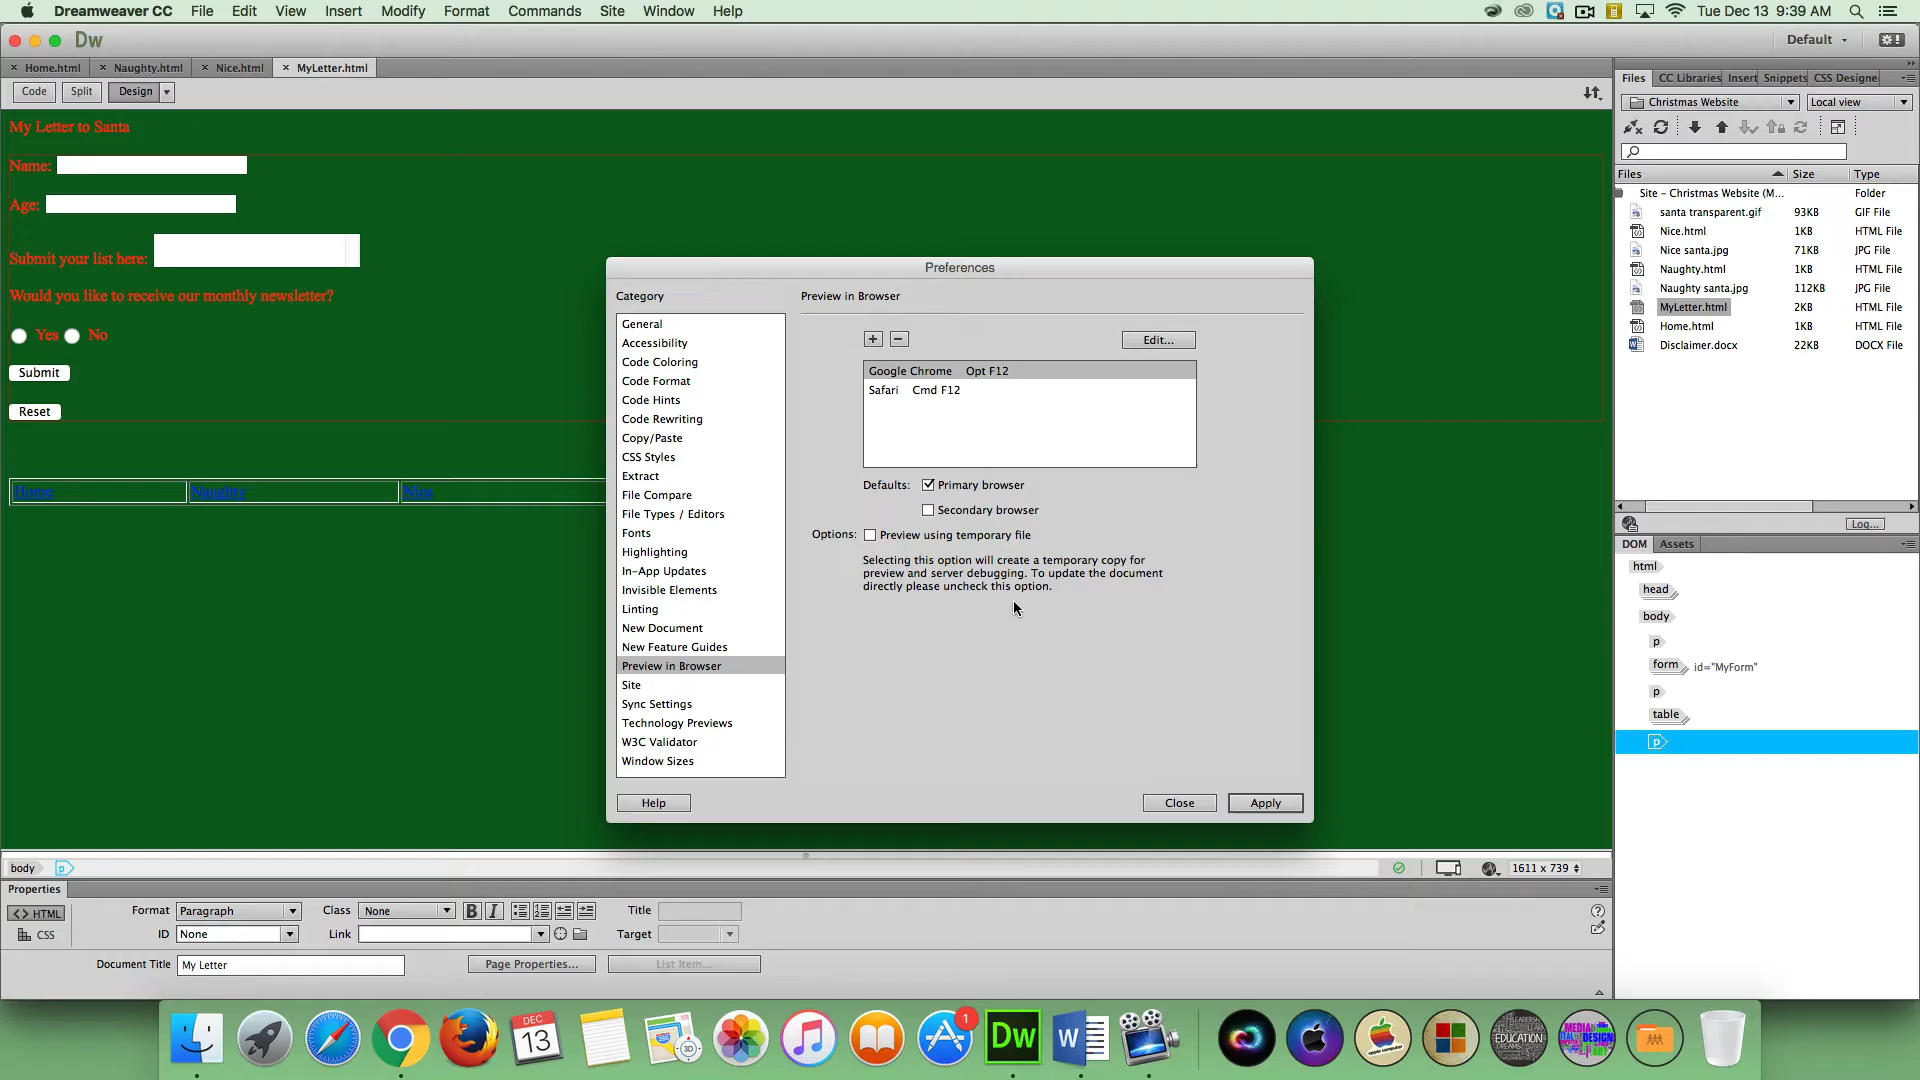 Dreamweaver CC File Edit View Insert Modify Format Commands Site Window Help
Tue Dec 13 9:39 AM
Dw
Default
Home.html Naughty.html Nice.html MyLetter.html
Code Split Design
My Letter to Santa
Name:
Age:
Submit your list here:
Would you like to receive our monthly newsletter?
Yes No
Submit
Reset
Home Naughty Nice
Preferences
Category
General
Accessibility
Code Coloring
Code Format
Code Hints
Code Rewriting
Copy/Paste
CSS Styles
Extract
File Compare
File Types / Editors
Fonts
Highlighting
In-App Updates
Invisible Elements
Linting
New Document
New Feature Guides
Preview in Browser
Site
Sync Settings
Technology Previews
W3C Validator
Window Sizes
Preview in Browser
+ − Edit...
Google Chrome Opt F12
Safari Cmd F12
Defaults: Primary browser
Secondary browser
Options: Preview using temporary file
Selecting this option will create a temporary copy for
preview and server debugging. To update the document
directly please uncheck this option.
Help Close Apply
Files CC Libraries Insert Snippets CSS Designe
Christmas Website Local view
Files Size Type
Site – Christmas Website (M... Folder
santa transparent.gif 93KB GIF File
Nice.html 1KB HTML File
Nice santa.jpg 71KB JPG File
Naughty.html 1KB HTML File
Naughty santa.jpg 112KB JPG File
MyLetter.html 2KB HTML File
Home.html 1KB HTML File
Disclaimer.docx 22KB DOCX File
Log...
DOM Assets
html
head
body
p
form id="MyForm"
p
table
p
body p 1611 x 739
Properties
<> HTML Format Paragraph Class None B I Title
CSS ID None Link Target
Document Title My Letter Page Properties... List Item...
DEC
13
280
3D
1
Dw
W
apple computer
EDUCATION
MEDIA
DESIGN